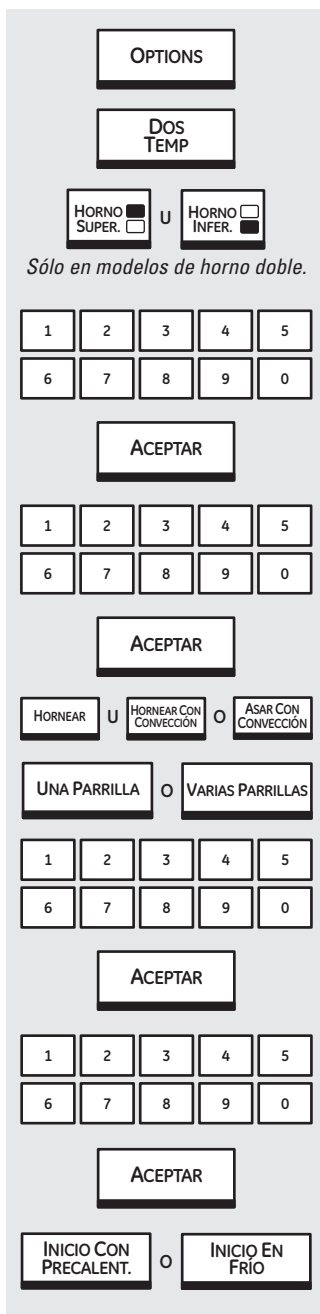 OPTIONS
DOS
TEMP
HORNO
SUPER.
U
HORNO
INFER.
Sólo en modelos de horno doble.
1 2 3 4 5
6 7 8 9 0
ACEPTAR
1 2 3 4 5
6 7 8 9 0
ACEPTAR
HORNEAR U HORNEAR CON
CONVECCIÓN O ASAR CON
CONVECCIÓN
UNA PARRILLA O VARIAS PARRILLAS
1 2 3 4 5
6 7 8 9 0
ACEPTAR
1 2 3 4 5
6 7 8 9 0
ACEPTAR
INICIO CON
PRECALENT.
O
INICIO EN
FRÍO